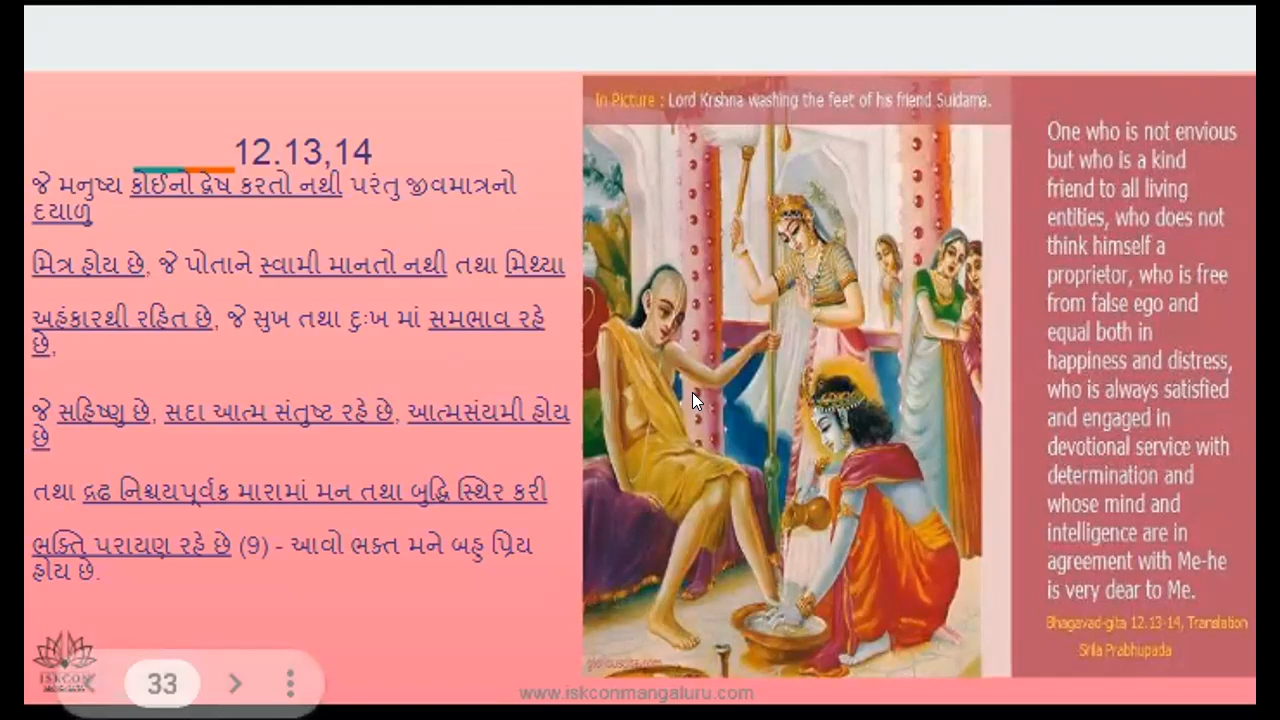 12.13,14
જે મનુષ્ય કોઈનો દ્વેષ કરતો નથી પરંતુ જીવમાત્રનો
દયાળુ
મિત્ર હોય છે, જે પોતાને સ્વામી માનતો નથી તથા મિથ્યા
અહંકારથી રહિત છે, જે સુખ તથા દુઃખ માં સમભાવ રહે
છે,
જે સહિષ્ણુ છે, સદા આત્મ સંતુષ્ટ રહે છે, આત્મસંયમી હોય
છે
તથા દ્રઢ નિશ્ચયપૂર્વક મારામાં મન તથા બુદ્ધિ સ્થિર કરી
ભક્તિ પરાયણ રહે છે (9) - આવો ભક્ત મને બહુ પ્રિય
હોય છે.
ISKCON
33
In Picture : Lord Krishna washing the feet of his friend Suidama.
One who is not envious
but who is a kind
friend to all living
entities, who does not
think himself a
proprietor, who is free
from false ego and
equal both in
happiness and distress,
who is always satisfied
and engaged in
devotional service with
determination and
whose mind and
intelligence are in
agreement with Me-he
is very dear to Me.
Bhagavad-gita 12.13-14, Translation
Srila Prabhupada
www.iskconmangaluru.com